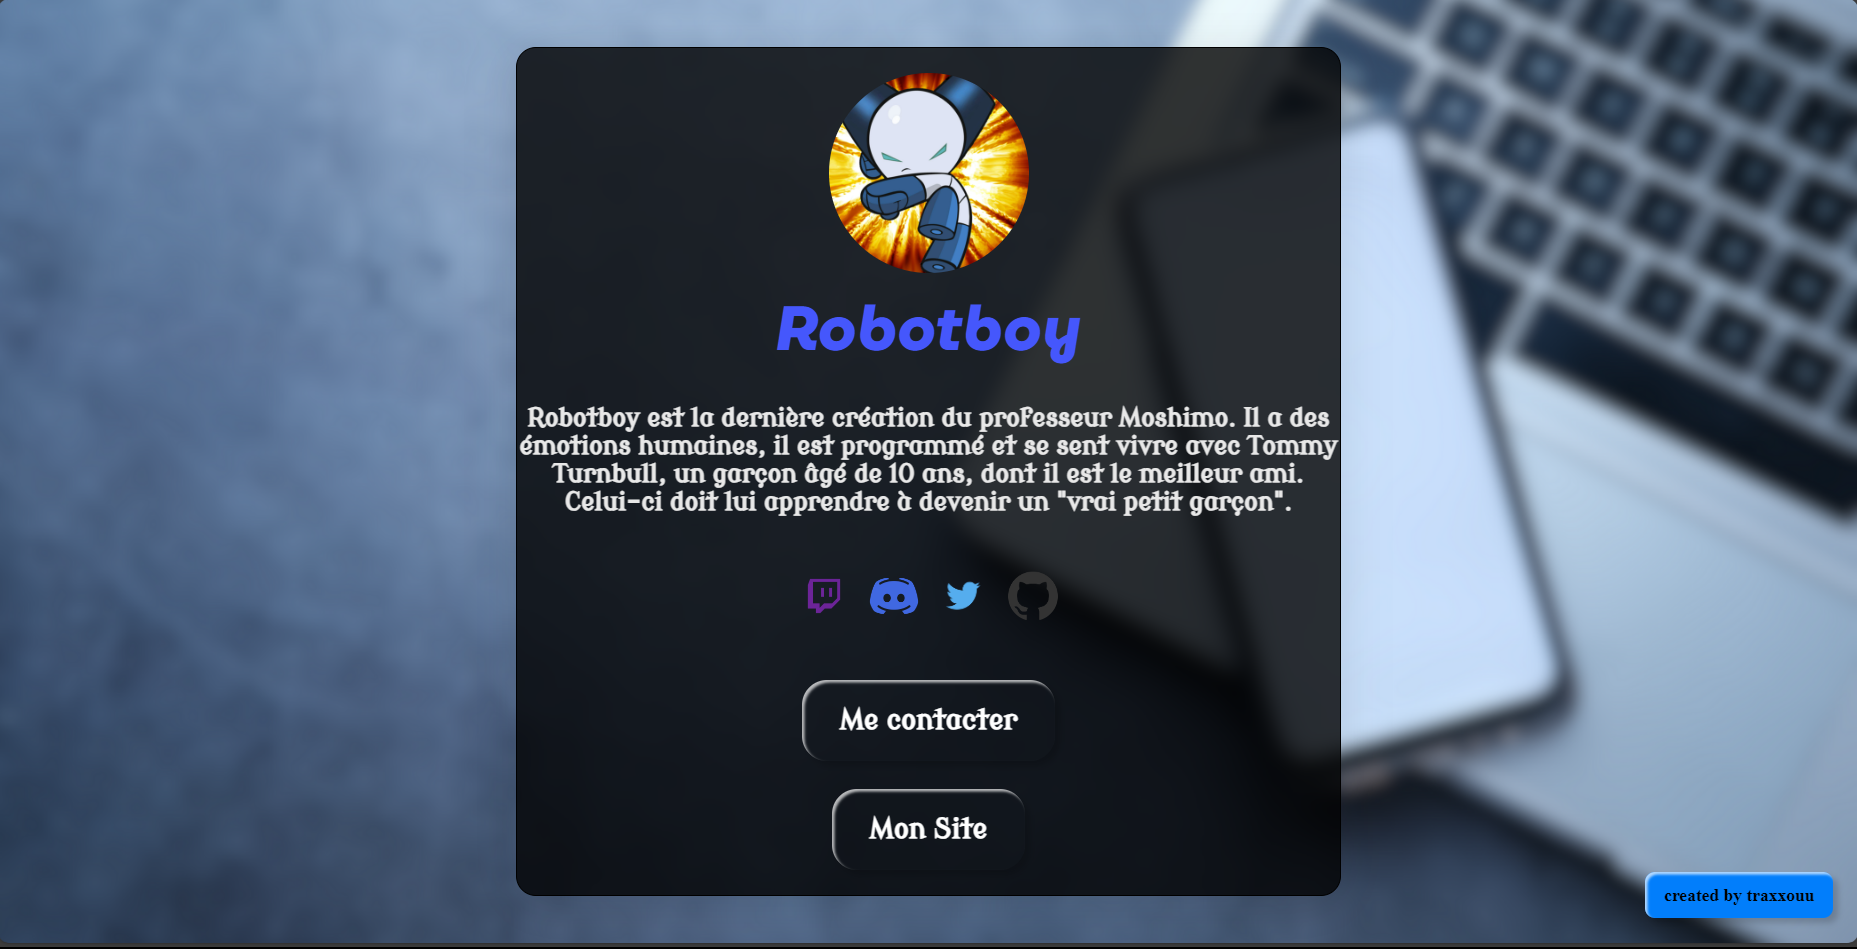 Robotboy
Robotboy est la dernière création du professeur Moshimo. Il a des
émotions humaines, il est programmé et se sent vivre avec Tommy
Turnbull, un garçon âgé de 10 ans, dont il est le meilleur ami.
Celui-ci doit lui apprendre à devenir un "vrai petit garçon".
Me contacter
Mon Site
created by traxxouu